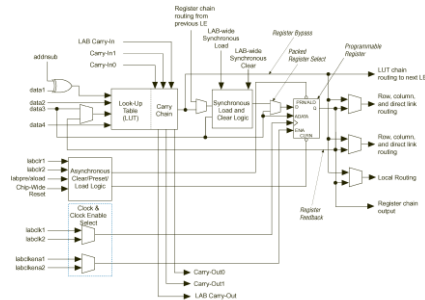 Register chain
routing from
previous LE
LAB-wide
Synchronous
Load
LAB-wide
Synchronous
Clear
Register Bypass
Packed
Register Select
Programmable
Register
LAB Carry-In
Carry-In1
Carry-In0
addnsub
data1
data2
data3
data4
Look-Up
Table
(LUT)
Carry
Chain
Synchronous
Load and
Clear Logic
ADATA
D
Q
ENA
LUT chain
routing to next LE
Row, column,
and direct link
routing
Row, column,
and direct link
routing
Local Routing
Register chain
output
Register
Feedback
labclr1
labclr2
Chip-Wide
Reset
Asynchronous
Clear/Preset/
Load Logic
Clock &
Clock Enable
Select
labclk1
labclk2
labclkena1
labclkena2
Carry-Out0
Carry-Out1
LAB Carry-Out